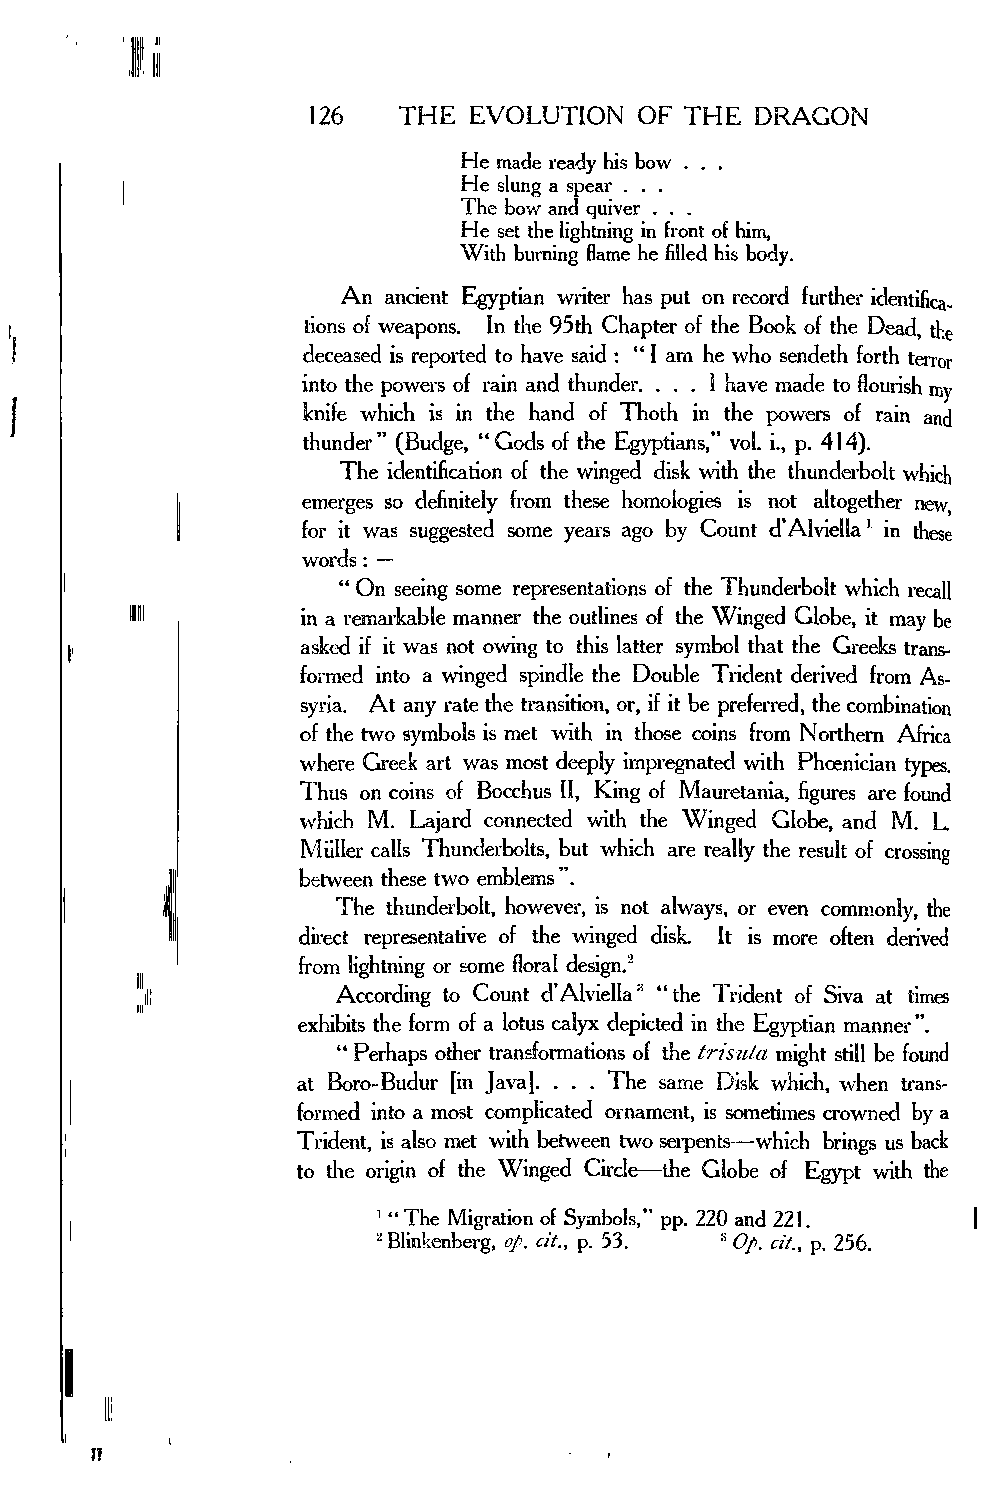 126 THE EVOLUTION OF THE DRAGON
He made ready his bow . . .
He slung a spear . . .
The bow and quiver . . .
He set the lightning in front of him,
With burning flame he filled his body.
An ancient Egyptian writer has put on record further identifica-
tions of weapons. In the 95th Chapter of the Book of the Dead, the
deceased is reported to have said : “I am he who sendeth forth terror
into the powers of rain and thunder. . . . I have made to flourish my
knife which is in the hand of Thoth in the powers of rain and
thunder” (Budge, “Gods of the Egyptians,” vol. i., p. 414).
The identification of the winged disk with the thunderbolt which
emerges so definitely from these homologies is not altogether new,
for it was suggested some years ago by Count d’Alviella ¹ in these
words : —
“On seeing some representations of the Thunderbolt which recall
in a remarkable manner the outlines of the Winged Globe, it may be
asked if it was not owing to this latter symbol that the Greeks trans-
formed into a winged spindle the Double Trident derived from As-
syria. At any rate the transition, or, if it be preferred, the combination
of the two symbols is met with in those coins from Northern Africa
where Greek art was most deeply impregnated with Phœnician types.
Thus on coins of Bocchus II, King of Mauretania, figures are found
which M. Lajard connected with the Winged Globe, and M. L.
Müller calls Thunderbolts, but which are really the result of crossing
between these two emblems”.
The thunderbolt, however, is not always, or even commonly, the
direct representative of the winged disk. It is more often derived
from lightning or some floral design.²
According to Count d’Alviella ³ “the Trident of Siva at times
exhibits the form of a lotus calyx depicted in the Egyptian manner”.
“Perhaps other transformations of the trisula might still be found
at Boro-Budur [in Java]. . . . The same Disk which, when trans-
formed into a most complicated ornament, is sometimes crowned by a
Trident, is also met with between two serpents—which brings us back
to the origin of the Winged Circle—the Globe of Egypt with the
¹ “The Migration of Symbols,” pp. 220 and 221.
² Blinkenberg, op. cit., p. 53. ³ Op. cit., p. 256.